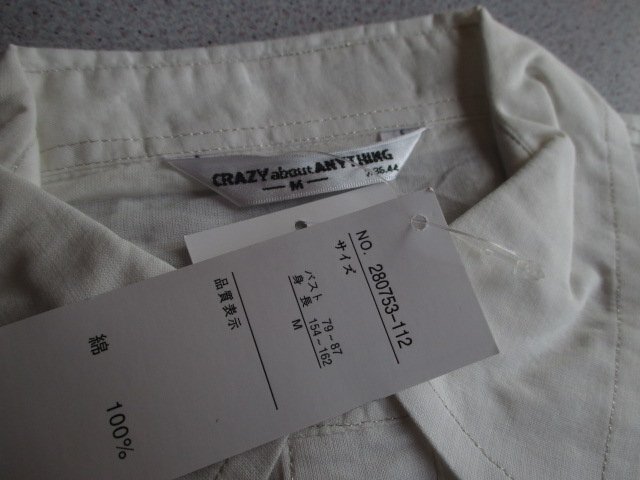 CRAZY about ANYTHING
— M —
NO. 280753-112
サイズ
バスト 79~87
身長 154~162
M
品質表示
綿 100%